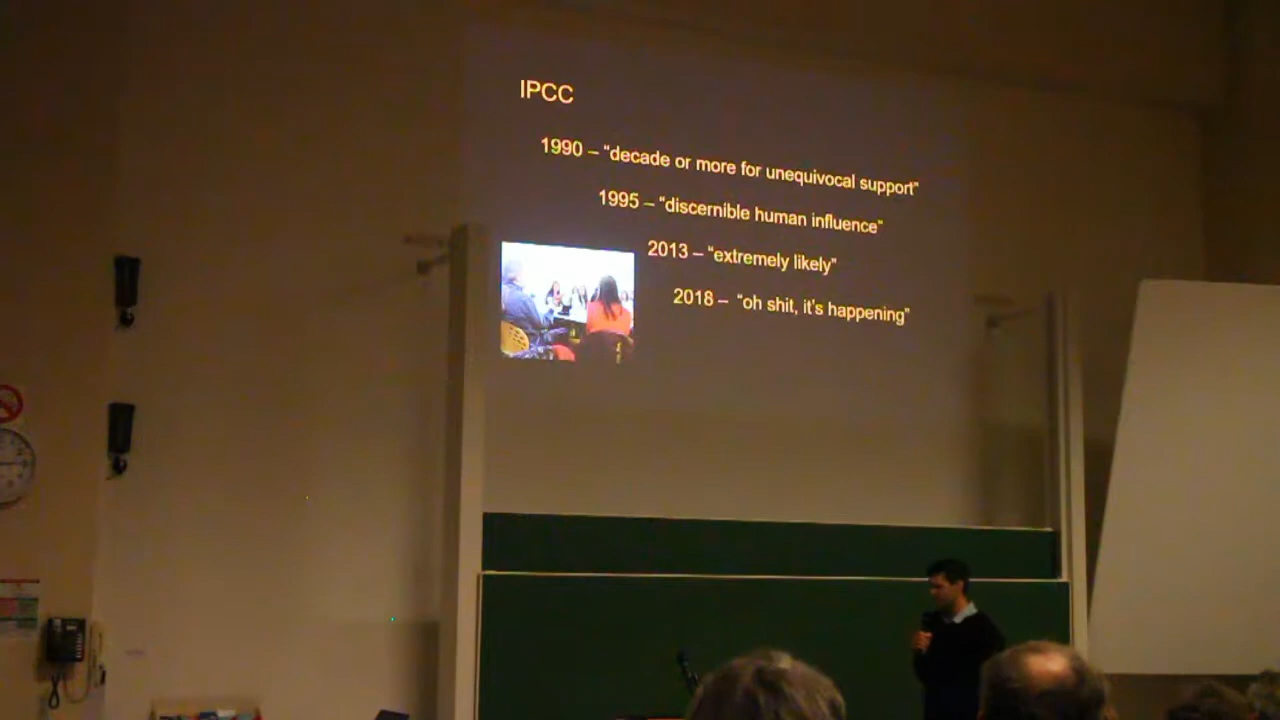 IPCC
1990 – “decade or more for unequivocal support”
1995 – “discernible human influence”
2013 – “extremely likely”
2018 – “oh shit, it’s happening”